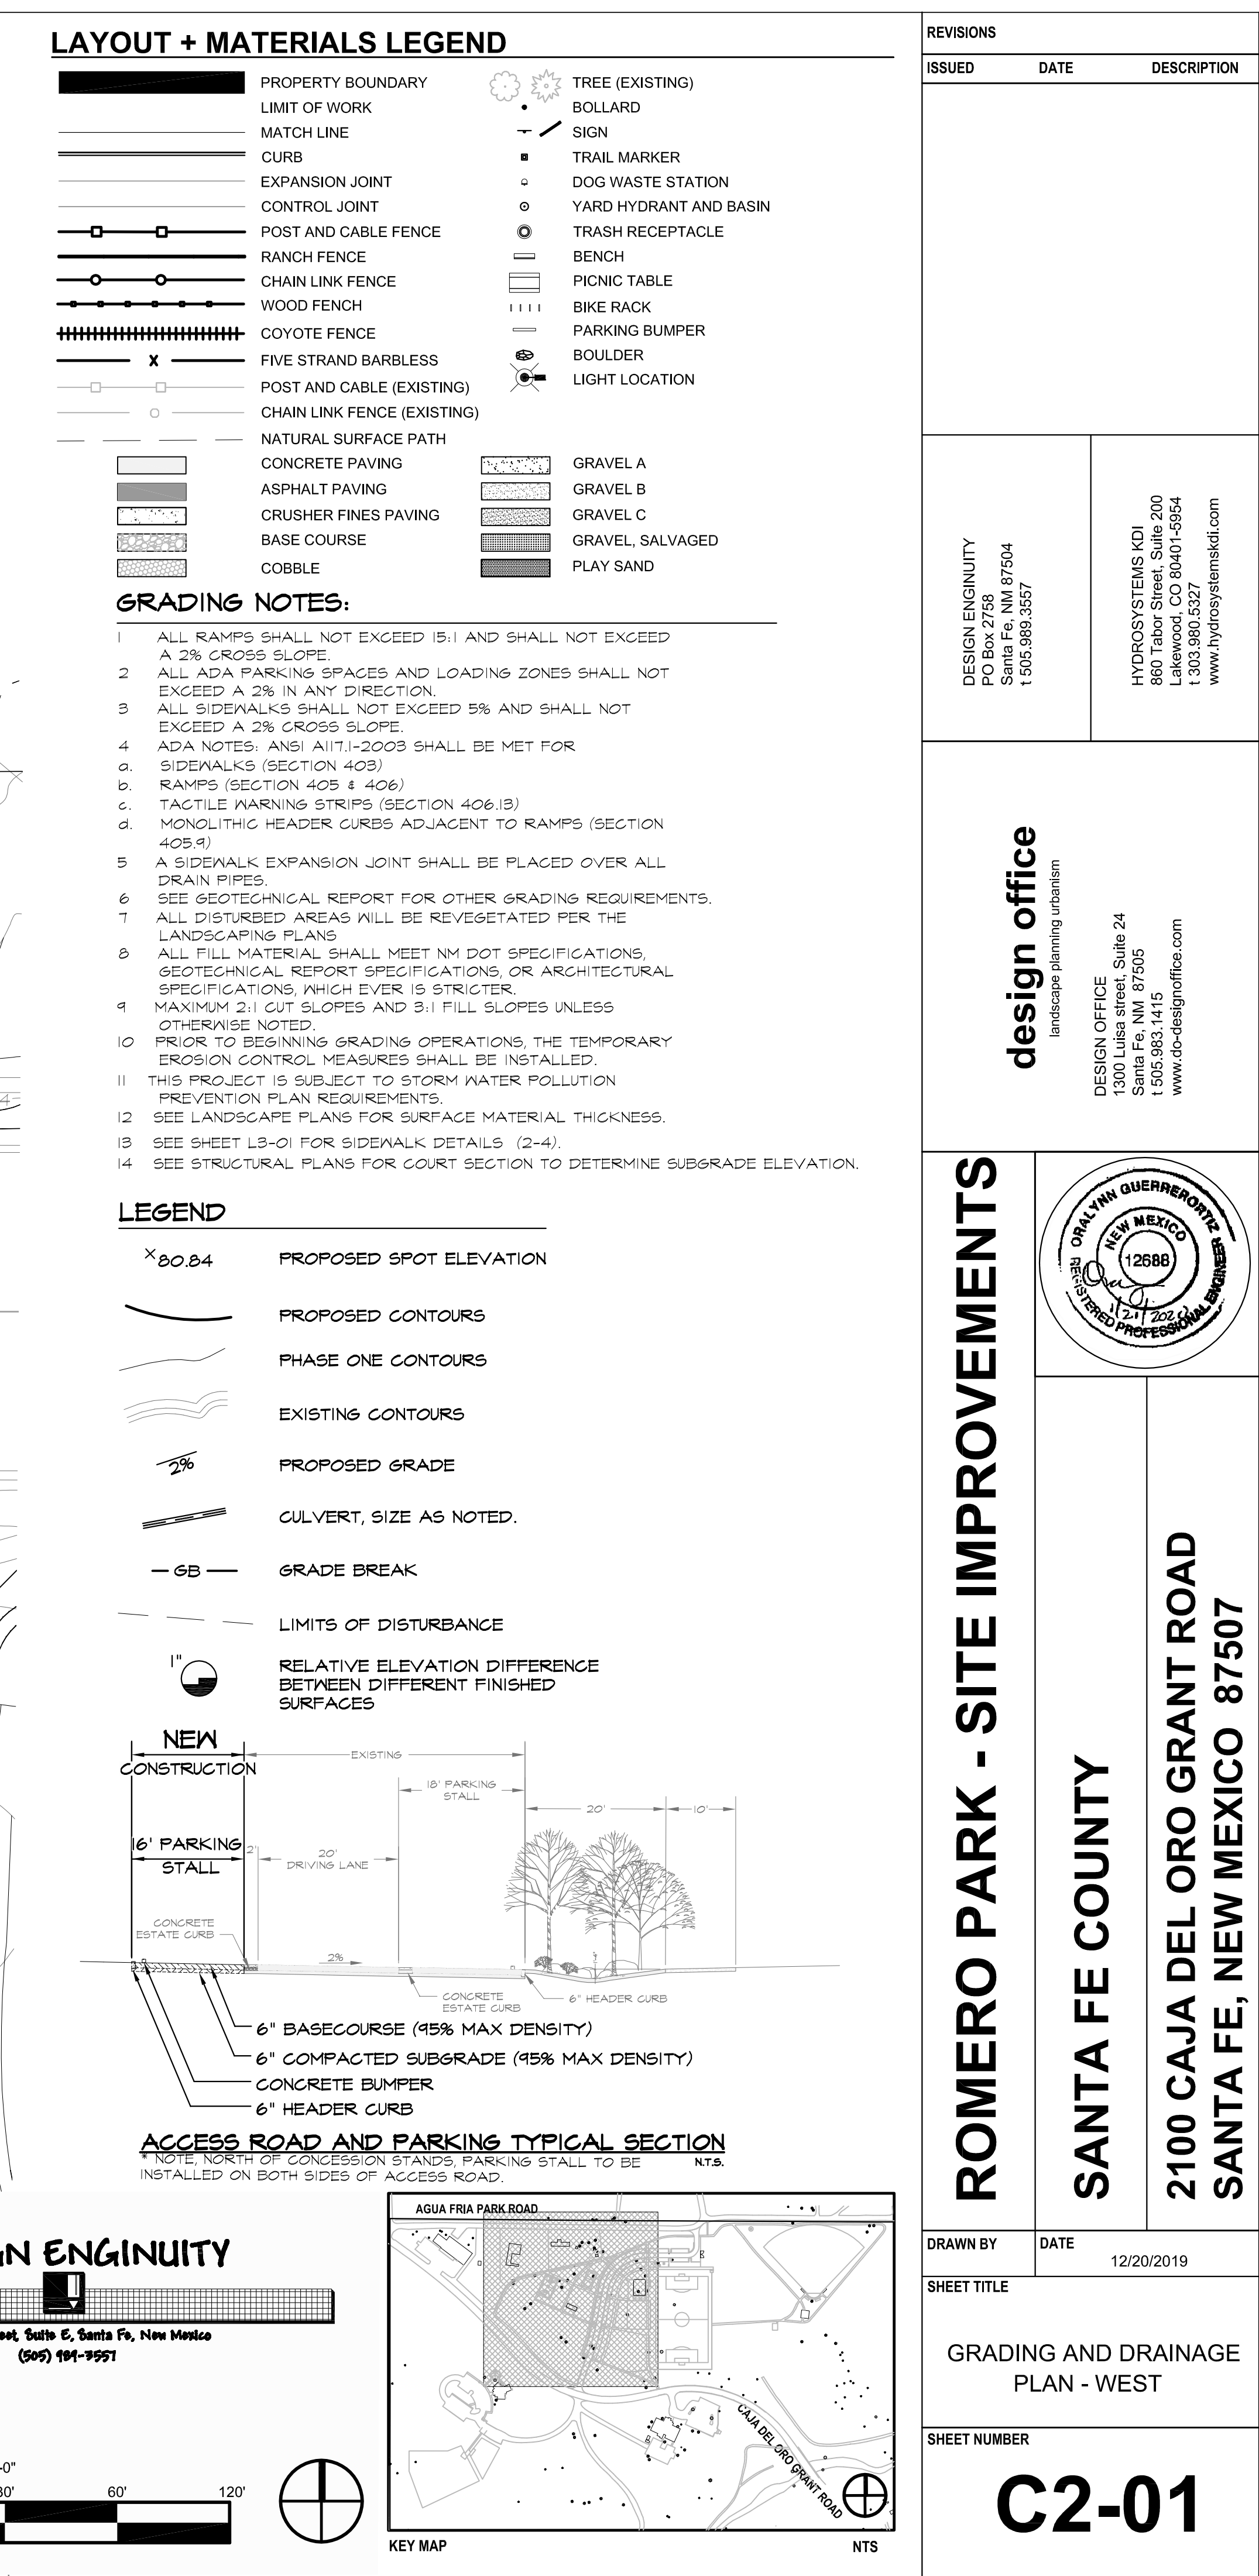 LAYOUT + MATERIALS LEGEND
PROPERTY BOUNDARY
LIMIT OF WORK
MATCH LINE
CURB
EXPANSION JOINT
CONTROL JOINT
POST AND CABLE FENCE
RANCH FENCE
CHAIN LINK FENCE
WOOD FENCH
COYOTE FENCE
X FIVE STRAND BARBLESS
POST AND CABLE (EXISTING)
CHAIN LINK FENCE (EXISTING)
NATURAL SURFACE PATH
CONCRETE PAVING
ASPHALT PAVING
CRUSHER FINES PAVING
BASE COURSE
COBBLE
TREE (EXISTING)
BOLLARD
SIGN
TRAIL MARKER
DOG WASTE STATION
YARD HYDRANT AND BASIN
TRASH RECEPTACLE
BENCH
PICNIC TABLE
BIKE RACK
PARKING BUMPER
BOULDER
LIGHT LOCATION
GRAVEL A
GRAVEL B
GRAVEL C
GRAVEL, SALVAGED
PLAY SAND
GRADING NOTES:
1 ALL RAMPS SHALL NOT EXCEED 15:1 AND SHALL NOT EXCEED
A 2% CROSS SLOPE.
2 ALL ADA PARKING SPACES AND LOADING ZONES SHALL NOT
EXCEED A 2% IN ANY DIRECTION.
3 ALL SIDEWALKS SHALL NOT EXCEED 5% AND SHALL NOT
EXCEED A 2% CROSS SLOPE.
4 ADA NOTES: ANSI A117.1-2003 SHALL BE MET FOR
a. SIDEWALKS (SECTION 403)
b. RAMPS (SECTION 405 & 406)
c. TACTILE WARNING STRIPS (SECTION 406.13)
d. MONOLITHIC HEADER CURBS ADJACENT TO RAMPS (SECTION
405.9)
5 A SIDEWALK EXPANSION JOINT SHALL BE PLACED OVER ALL
DRAIN PIPES.
6 SEE GEOTECHNICAL REPORT FOR OTHER GRADING REQUIREMENTS.
7 ALL DISTURBED AREAS WILL BE REVEGETATED PER THE
LANDSCAPING PLANS
8 ALL FILL MATERIAL SHALL MEET NM DOT SPECIFICATIONS,
GEOTECHNICAL REPORT SPECIFICATIONS, OR ARCHITECTURAL
SPECIFICATIONS, WHICH EVER IS STRICTER.
9 MAXIMUM 2:1 CUT SLOPES AND 3:1 FILL SLOPES UNLESS
OTHERWISE NOTED.
10 PRIOR TO BEGINNING GRADING OPERATIONS, THE TEMPORARY
EROSION CONTROL MEASURES SHALL BE INSTALLED.
11 THIS PROJECT IS SUBJECT TO STORM WATER POLLUTION
PREVENTION PLAN REQUIREMENTS.
12 SEE LANDSCAPE PLANS FOR SURFACE MATERIAL THICKNESS.
13 SEE SHEET L3-01 FOR SIDEWALK DETAILS (2-4).
14 SEE STRUCTURAL PLANS FOR COURT SECTION TO DETERMINE SUBGRADE ELEVATION.
LEGEND
x80.84 PROPOSED SPOT ELEVATION
PROPOSED CONTOURS
PHASE ONE CONTOURS
EXISTING CONTOURS
2% PROPOSED GRADE
CULVERT, SIZE AS NOTED.
GB GRADE BREAK
LIMITS OF DISTURBANCE
1" RELATIVE ELEVATION DIFFERENCE
BETWEEN DIFFERENT FINISHED
SURFACES
NEW
CONSTRUCTION
EXISTING
18' PARKING
STALL
20'
10'
16' PARKING
STALL
2'
20'
DRIVING LANE
CONCRETE
ESTATE CURB
2%
CONCRETE
ESTATE CURB
6" HEADER CURB
6" BASECOURSE (95% MAX DENSITY)
6" COMPACTED SUBGRADE (95% MAX DENSITY)
CONCRETE BUMPER
6" HEADER CURB
ACCESS ROAD AND PARKING TYPICAL SECTION
* NOTE, NORTH OF CONCESSION STANDS, PARKING STALL TO BE N.T.S.
INSTALLED ON BOTH SIDES OF ACCESS ROAD.
ENGINUITY
Suite E, Santa Fe, New Mexico
(505) 989-3557
-0"
60' 120'
AGUA FRIA PARK ROAD
CAJA DEL ORO GRANT ROAD
KEY MAP NTS
REVISIONS
ISSUED DATE DESCRIPTION
DESIGN ENGINUITY
PO Box 2758
Santa Fe, NM 87504
t 505.989.3557
HYDROSYSTEMS KDI
860 Tabor Street, Suite 200
Lakewood, CO 80401-5954
t 303.980.5327
www.hydrosystemskdi.com
design office
landscape planning urbanism
DESIGN OFFICE
1300 Luisa street, Suite 24
Santa Fe, NM 87505
t 505.983.1415
www.do-designoffice.com
ORALYNN GUERRERORTIZ
NEW MEXICO
12688
REGISTERED PROFESSIONAL ENGINEER
ROMERO PARK - SITE IMPROVEMENTS
SANTA FE COUNTY
2100 CAJA DEL ORO GRANT ROAD
SANTA FE, NEW MEXICO 87507
DRAWN BY
DATE
12/20/2019
SHEET TITLE
GRADING AND DRAINAGE
PLAN - WEST
SHEET NUMBER
C2-01